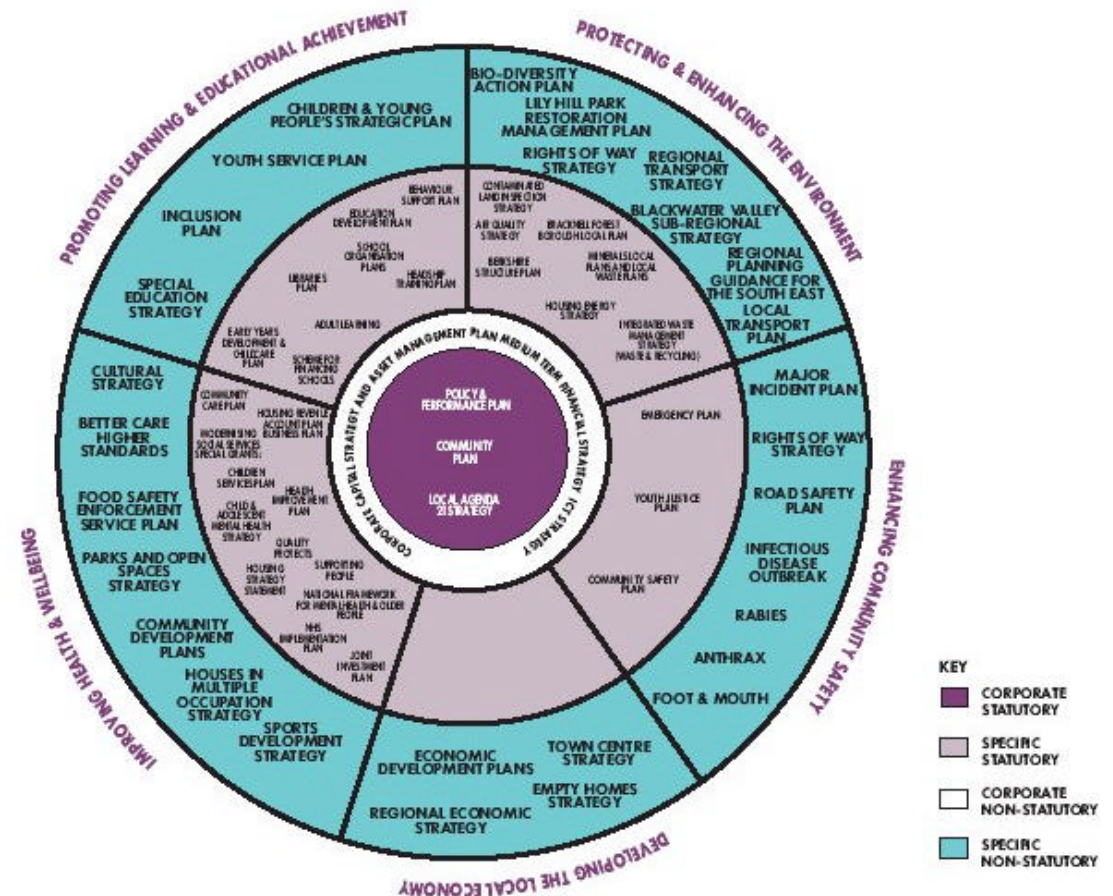 PROMOTING LEARNING & EDUCATIONAL ACHIEVEMENT
PROTECTING & ENHANCING THE ENVIRONMENT
ENHANCING COMMUNITY SAFETY
DEVELOPING THE LOCAL ECONOMY
IMPROVING HEALTH & WELLBEING
CHILDREN & YOUNG
PEOPLE'S STRATEGIC PLAN
YOUTH SERVICE PLAN
INCLUSION
PLAN
SPECIAL
EDUCATION
STRATEGY
BIO-DIVERSITY
ACTION PLAN
LILY HILL PARK
RESTORATION
MANAGEMENT PLAN
RIGHTS OF WAY
STRATEGY
REGIONAL
TRANSPORT
STRATEGY
BLACKWATER VALLEY
SUB-REGIONAL
STRATEGY
REGIONAL
PLANNING
GUIDANCE FOR
THE SOUTH EAST
LOCAL
TRANSPORT
PLAN
MAJOR
INCIDENT PLAN
RIGHTS OF WAY
STRATEGY
ROAD SAFETY
PLAN
INFECTIOUS
DISEASE
OUTBREAK
RABIES
ANTHRAX
FOOT & MOUTH
TOWN CENTRE
STRATEGY
ECONOMIC
DEVELOPMENT PLANS
EMPTY HOMES
STRATEGY
REGIONAL ECONOMIC
STRATEGY
CULTURAL
STRATEGY
BETTER CARE
HIGHER
STANDARDS
FOOD SAFETY
ENFORCEMENT
SERVICE PLAN
PARKS AND OPEN
SPACES
STRATEGY
COMMUNITY
DEVELOPMENT
PLANS
HOUSES IN
MULTIPLE
OCCUPATION
STRATEGY
SPORTS
DEVELOPMENT
STRATEGY
BEHAVIOUR
SUPPORT PLAN
EDUCATION
DEVELOPMENT PLAN
SCHOOL
ORGANISATION
PLANS
LIBRARIES
PLAN
HEADSHIP
TRAINING PLAN
ADULT LEARNING
EARLY YEARS
DEVELOPMENT &
CHILDCARE
PLAN
SCHEME FOR
FINANCING
SCHOOLS
CONTAMINATED
LAND INSPECTION
STRATEGY
AIR QUALITY
STRATEGY
BRACKNELL FOREST
BOROUGH LOCAL PLAN
BERKSHIRE
STRUCTURE PLAN
MINERALS LOCAL
PLANS AND LOCAL
WASTE PLANS
HOUSING ENERGY
STRATEGY
INTEGRATED WASTE
MANAGEMENT
STRATEGY
(WASTE & RECYCLING)
EMERGENCY PLAN
YOUTH JUSTICE
PLAN
COMMUNITY SAFETY
PLAN
COMMUNITY
CARE PLAN
HOUSING REVENUE
ACCOUNT PLAN
BUSINESS PLAN
MODERNISING
SOCIAL SERVICES
SPECIAL GRANTS:
CHILDREN
SERVICES PLAN
HEALTH
IMPROVEMENT
PLAN
CHILD &
ADOLESCENT
MENTAL HEALTH
STRATEGY
QUALITY
PROTECTS
HOUSING
STRATEGY
STATEMENT
SUPPORTING
PEOPLE
NATIONAL FRAMEWORK
FOR MENTAL HEALTH & OLDER
PEOPLE
NHS
IMPLEMENTATION
PLAN
JOINT
INVESTMENT
PLAN
CORPORATE CAPITAL STRATEGY AND ASSET MANAGEMENT PLAN MEDIUM TERM FINANCIAL STRATEGY ICT STRATEGY
POLICY &
PERFORMANCE PLAN
COMMUNITY
PLAN
LOCAL AGENDA
21 STRATEGY
KEY
CORPORATE
STATUTORY
SPECIFIC
STATUTORY
CORPORATE
NON-STATUTORY
SPECIFIC
NON-STATUTORY